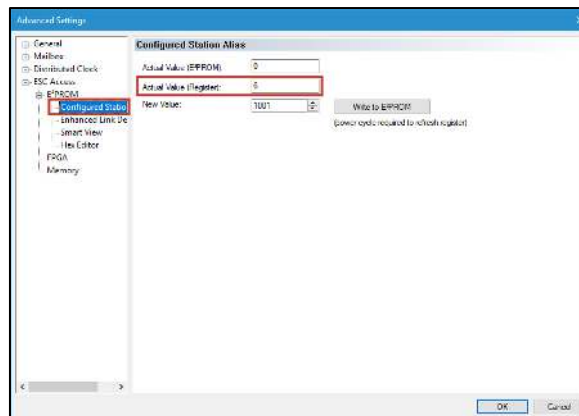 Advanced Settings
General
Mailbox
Distributed Clock
ESC Access
E²PROM
Configured Statio
Enhanced Link De
Smart View
Hex Editor
FPGA
Memory
Configured Station Alias
Actual Value (E²PROM): 0
Actual Value (Register): 6
New Value: 1001
Write to E²PROM
(power cycle required to refresh register)
OK Cancel